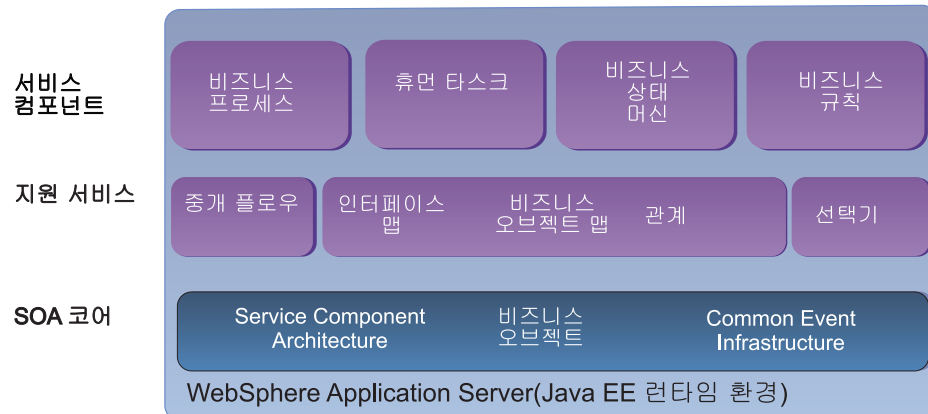 서비스
컴포넌트
비즈니스
프로세스
휴먼 타스크
비즈니스
상태
머신
비즈니스
규칙
지원 서비스
중개 플로우
인터페이스
맵
비즈니스
오브젝트 맵
관계
선택기
SOA 코어
Service Component
Architecture
비즈니스
오브젝트
Common Event
Infrastructure
WebSphere Application Server(Java EE 런타임 환경)